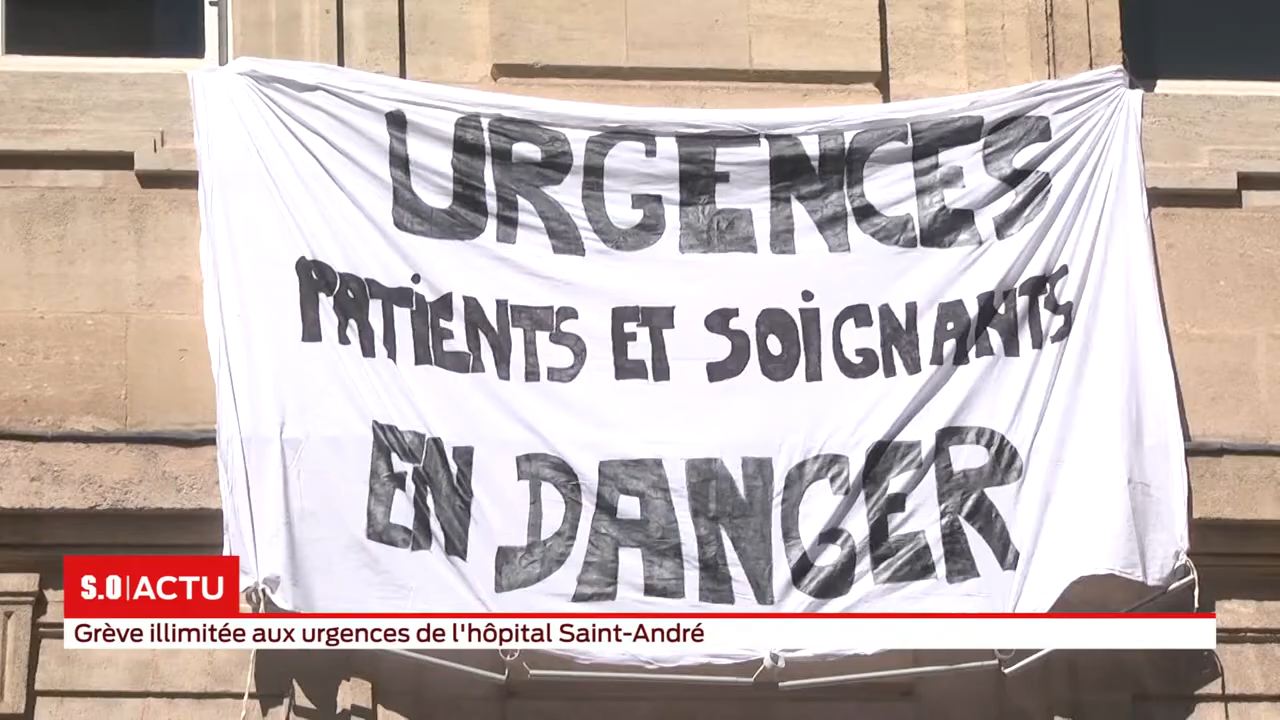 URGENCES
PATIENTS ET SOIGNANTS
EN DANGER
S.O ACTU
Grève illimitée aux urgences de l'hôpital Saint-André